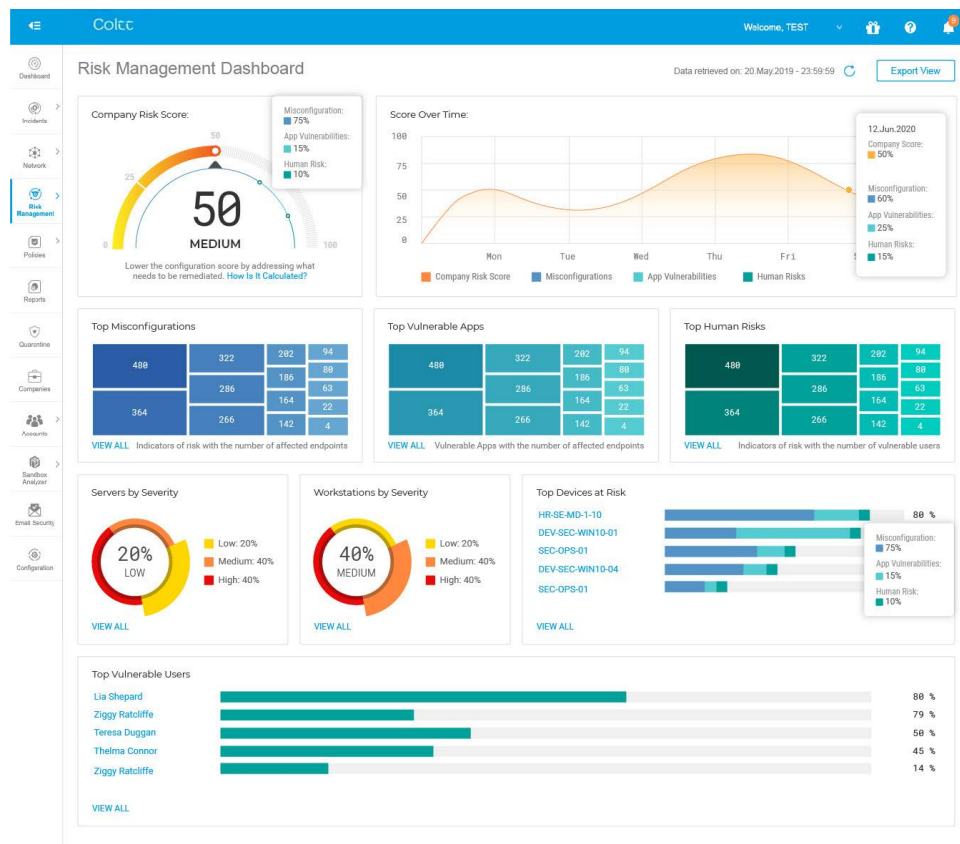 Coltt
Welcome, TEST
9
Dashboard
Incidents
Network
Risk
Management
Policies
Reports
Quarantine
Companies
Accounts
Sandbox
Analyzer
Email Security
Configuration
Risk Management Dashboard
Data retrieved on: 20.May.2019 - 23:59:59
Export View
Company Risk Score:
Misconfiguration:
75%
App Vulnerabilities:
15%
Human Risk:
10%
0
25
50
100
50
MEDIUM
Lower the configuration score by addressing what
needs to be remediated. How Is It Calculated?
Score Over Time:
100
75
50
25
0
Mon Tue Wed Thu Fri S
12.Jun.2020
Company Score:
50%
Misconfiguration:
60%
App Vulnerabilities:
25%
Human Risks:
15%
Company Risk Score Misconfigurations App Vulnerabilities Human Risks
Top Misconfigurations
480 322 202 94
80
186
286 63
364 164
22
266 142 4
VIEW ALL Indicators of risk with the number of affected endpoints
Top Vulnerable Apps
480 322 202 94
80
186
286 63
364 164
22
266 142 4
VIEW ALL Vulnerable Apps with the number of affected endpoints
Top Human Risks
480 322 202 94
80
186
286 63
364 164
22
266 142 4
VIEW ALL Indicators of risk with the number of vulnerable users
Servers by Severity
20%
LOW
Low: 20%
Medium: 40%
High: 40%
VIEW ALL
Workstations by Severity
40%
MEDIUM
Low: 20%
Medium: 40%
High: 40%
VIEW ALL
Top Devices at Risk
HR-SE-MD-1-10 80 %
DEV-SEC-WIN10-01
SEC-OPS-01
DEV-SEC-WIN10-04
SEC-OPS-01
Misconfiguration:
75%
App Vulnerabilities:
15%
Human Risk:
10%
VIEW ALL
Top Vulnerable Users
Lia Shepard 80 %
Ziggy Ratcliffe 79 %
Teresa Duggan 50 %
Thelma Connor 45 %
Ziggy Ratcliffe 14 %
VIEW ALL